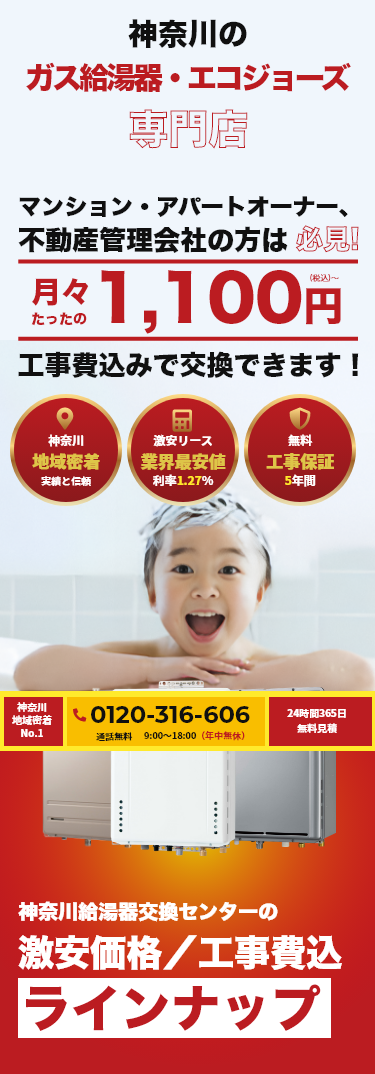 神奈川の
ガス給湯器・エコジョーズ
専門店
マンション・アパートオーナー、
不動産管理会社の方は 必見!
月々
たったの
1,100円
(税込)～
工事費込みで交換できます！
神奈川
地域密着
実績と信頼
激安リース
業界最安値
利率1.27%
無料
工事保証
5年間
神奈川
地域密着
No.1
0120-316-606
通話無料 9:00～18:00（年中無休）
24時間365日
無料見積
神奈川給湯器交換センターの
激安価格／工事費込
ラインナップ